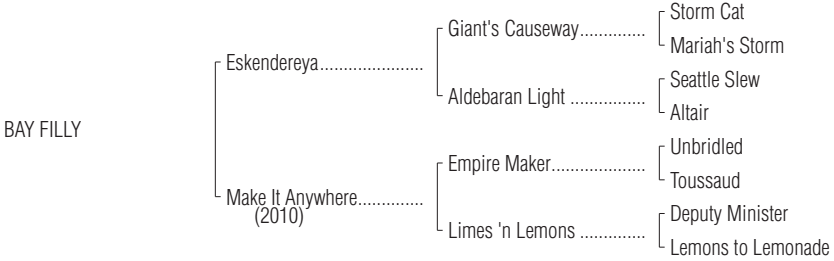 Storm Cat
Giant's Causeway..............
Mariah's Storm
Eskendereya......................
Seattle Slew
Aldebaran Light ................
Altair
BAY FILLY
Unbridled
Empire Maker....................
Toussaud
Make It Anywhere..............
(2010)
Deputy Minister
Limes 'n Lemons ..............
Lemons to Lemonade